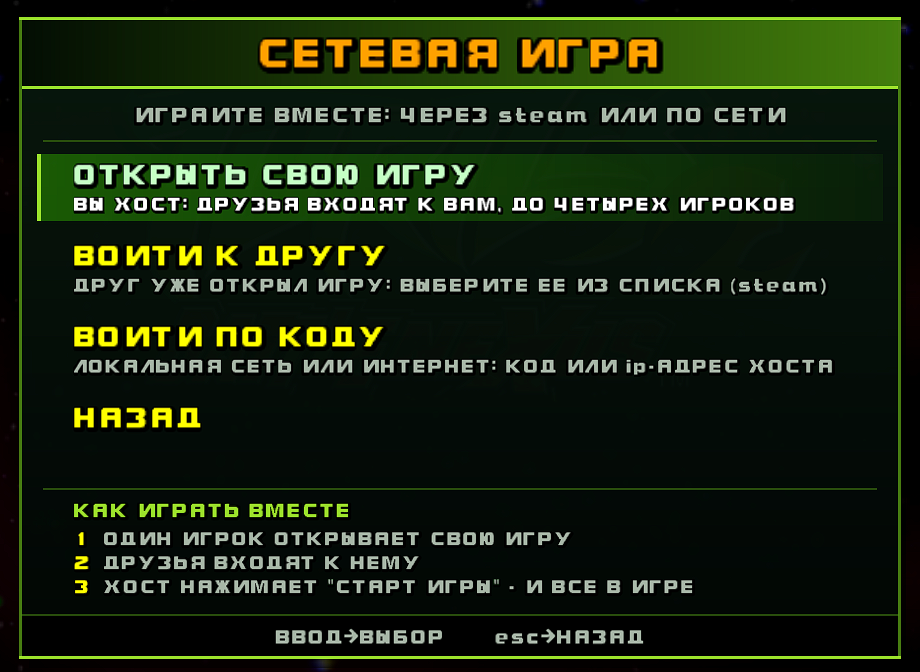 СЕТЕВАЯ ИГРА
ИГРАИТЕ ВМЕСТЕ: ЧЕРЕЗ steam ИЛИ ПО СЕТИ
ОТКРЫТЬ СВОЮ ИГРУ
ВЫ ХОСТ: ДРУЗЬЯ ВХОДЯТ К ВАМ, ДО ЧЕТЫРЕХ ИГРОКОВ
ВОИТИ К ДРУГУ
ДРУГ УЖЕ ОТКРЫЛ ИГРУ: ВЫБЕРИТЕ ЕЕ ИЗ СПИСКА (steam)
ВОИТИ ПО КОДУ
ЛОКАЛЬНАЯ СЕТЬ ИЛИ ИНТЕРНЕТ: КОД ИЛИ ip-АДРЕС ХОСТА
НАЗАД
КАК ИГРАТЬ ВМЕСТЕ
1 ОДИН ИГРОК ОТКРЫВАЕТ СВОЮ ИГРУ
2 ДРУЗЬЯ ВХОДЯТ К НЕМУ
3 ХОСТ НАЖИМАЕТ "СТАРТ ИГРЫ" - И ВСЕ В ИГРЕ
ВВОД→ВЫБОР esc→НАЗАД